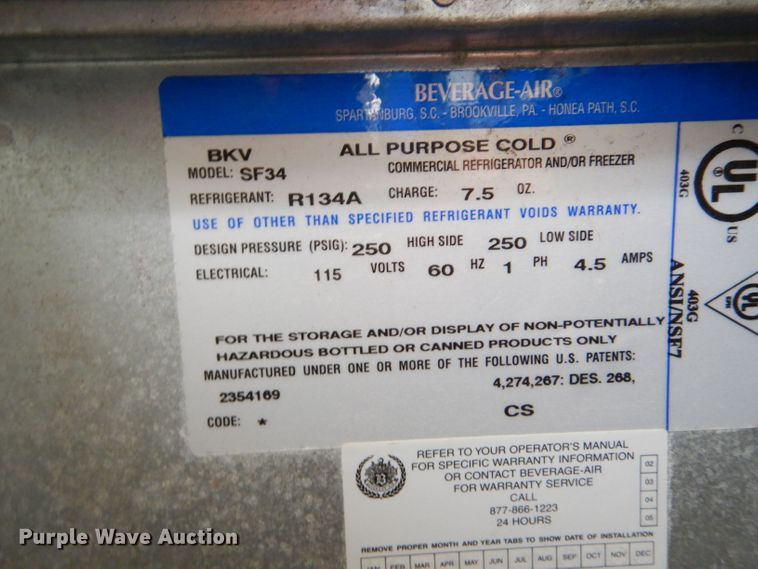 BEVERAGE-AIR®
SPARTANBURG, S.C. - BROOKVILLE, PA. - HONEA PATH, S.C.
BKV ALL PURPOSE COLD ®
MODEL: SF34 COMMERCIAL REFRIGERATOR AND/OR FREEZER
REFRIGERANT: R134A CHARGE: 7.5 OZ.
USE OF OTHER THAN SPECIFIED REFRIGERANT VOIDS WARRANTY.
DESIGN PRESSURE (PSIG): 250 HIGH SIDE 250 LOW SIDE
ELECTRICAL: 115 VOLTS 60 HZ 1 PH 4.5 AMPS
FOR THE STORAGE AND/OR DISPLAY OF NON-POTENTIALLY
HAZARDOUS BOTTLED OR CANNED PRODUCTS ONLY
MANUFACTURED UNDER ONE OR MORE OF THE FOLLOWING U.S. PATENTS:
2354169 4,274,267: DES. 268,
CODE: * CS
C UL US
403G
UL
403G
ANSI/NSF7
REFER TO YOUR OPERATOR'S MANUAL
FOR SPECIFIC WARRANTY INFORMATION
OR CONTACT BEVERAGE-AIR
FOR WARRANTY SERVICE
CALL
877-866-1223
24 HOURS
02
03
04
05
REMOVE PROPER MONTH AND YEAR TABS TO SHOW DATE OF INSTALLATION
JAN FEB MAR APR MAY JUN JUL AUG SEP OCT NOV DEC
Purple Wave Auction